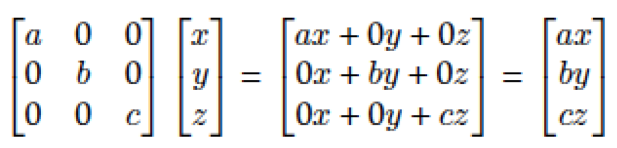 [a 0 0] [x]   [ax + 0y + 0z]   [ax]
[0 b 0] [y] = [0x + by + 0z] = [by]
[0 0 c] [z]   [0x + 0y + cz]   [cz]